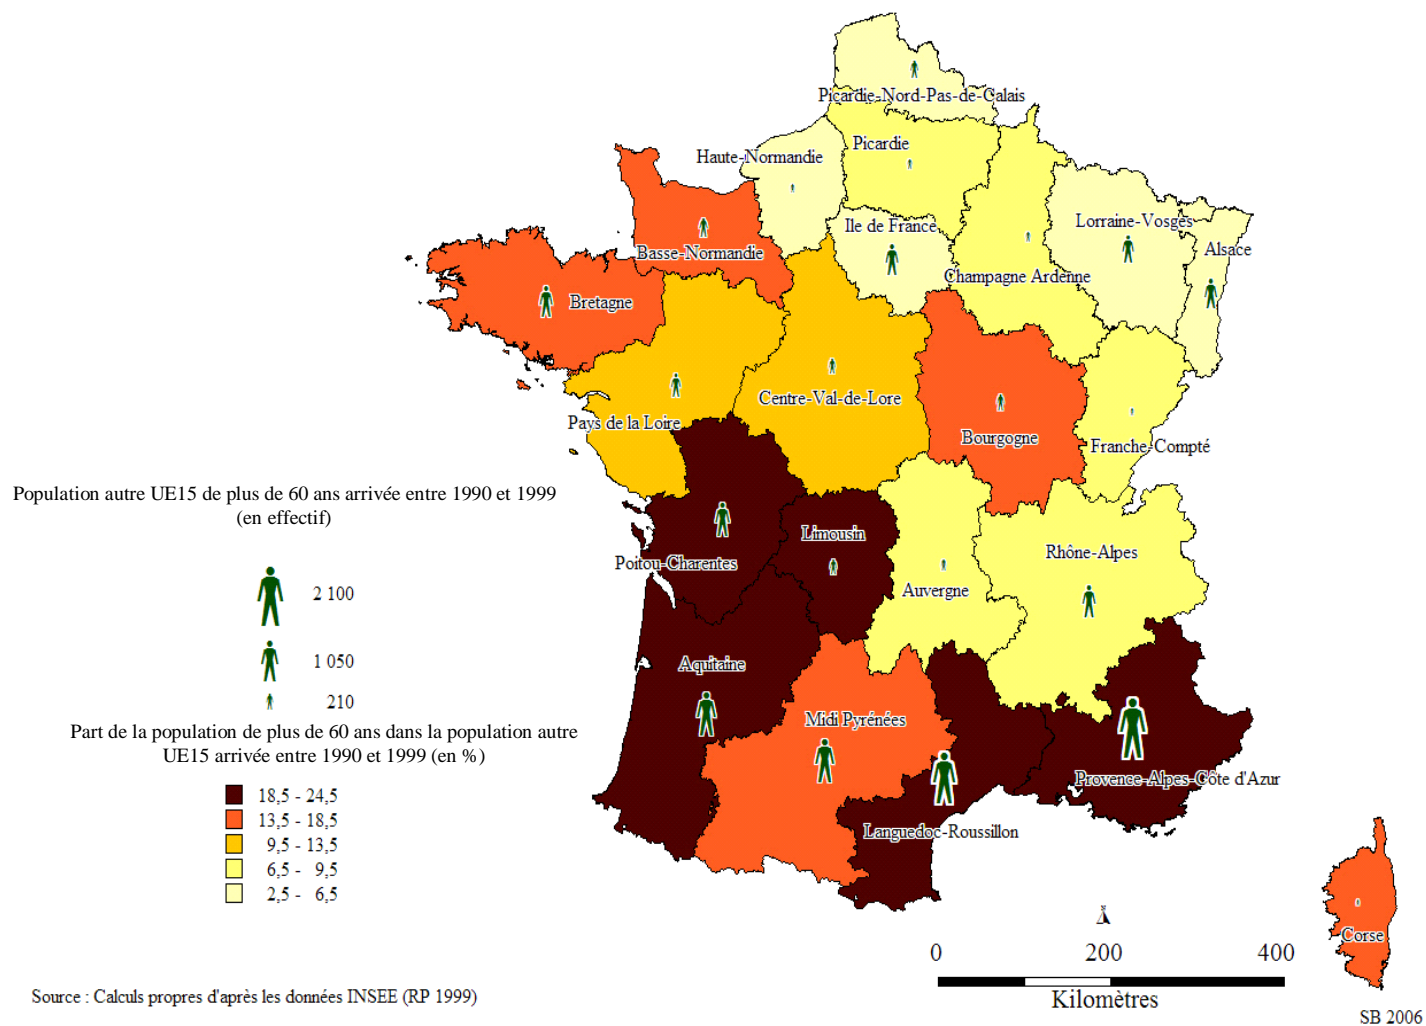 Picardie-Nord-Pas-de-Calais
Picardie
Haute-Normandie
Lorraine-Vosges
Ile de France
Alsace
Basse-Normandie
Champagne Ardenne
Bretagne
Centre-Val-de-Lore
Pays de la Loire
Bourgogne
Franche-Compté
Population autre UE15 de plus de 60 ans arrivée entre 1990 et 1999
(en effectif)
2 100
1 050
210
Limousin
Rhône-Alpes
Poitou-Charentes
Auvergne
Aquitaine
Midi Pyrénées
Part de la population de plus de 60 ans dans la population autre
UE15 arrivée entre 1990 et 1999 (en %)
18,5 - 24,5
13,5 - 18,5
9,5 - 13,5
6,5 - 9,5
2,5 - 6,5
Provence-Alpes-Côte d'Azur
Languedoc-Roussillon
Corse
N
0 200 400
Kilomètres
Source : Calculs propres d'après les données INSEE (RP 1999)
SB 2006